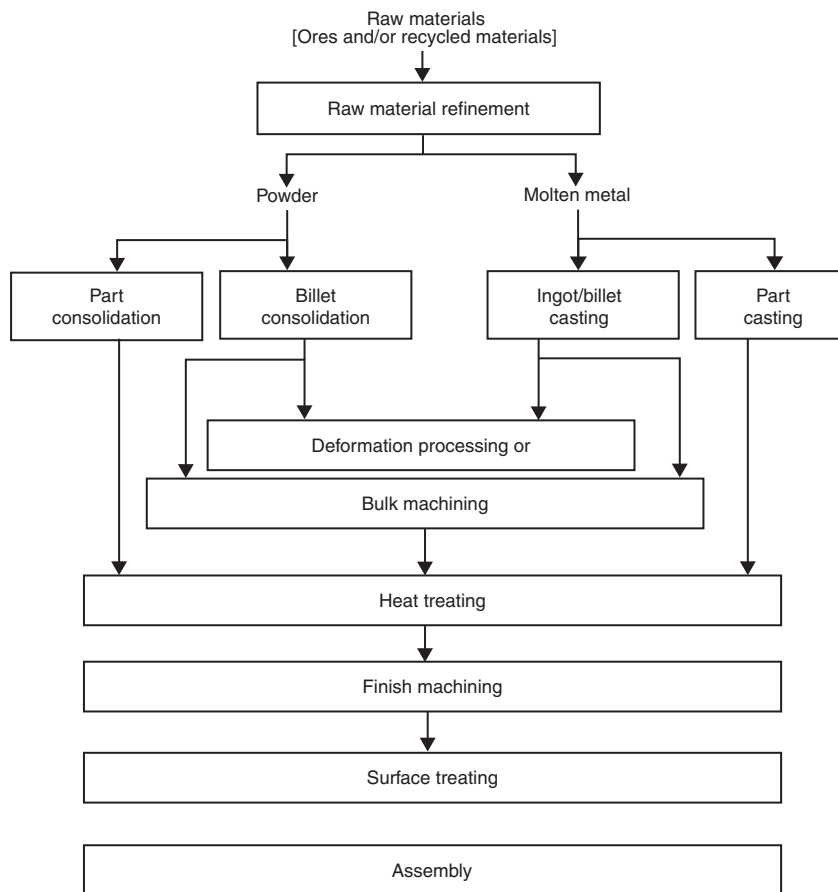 Raw materials
[Ores and/or recycled materials]
Raw material refinement
Powder
Molten metal
Part
consolidation
Billet
consolidation
Ingot/billet
casting
Part
casting
Deformation processing or
Bulk machining
Heat treating
Finish machining
Surface treating
Assembly